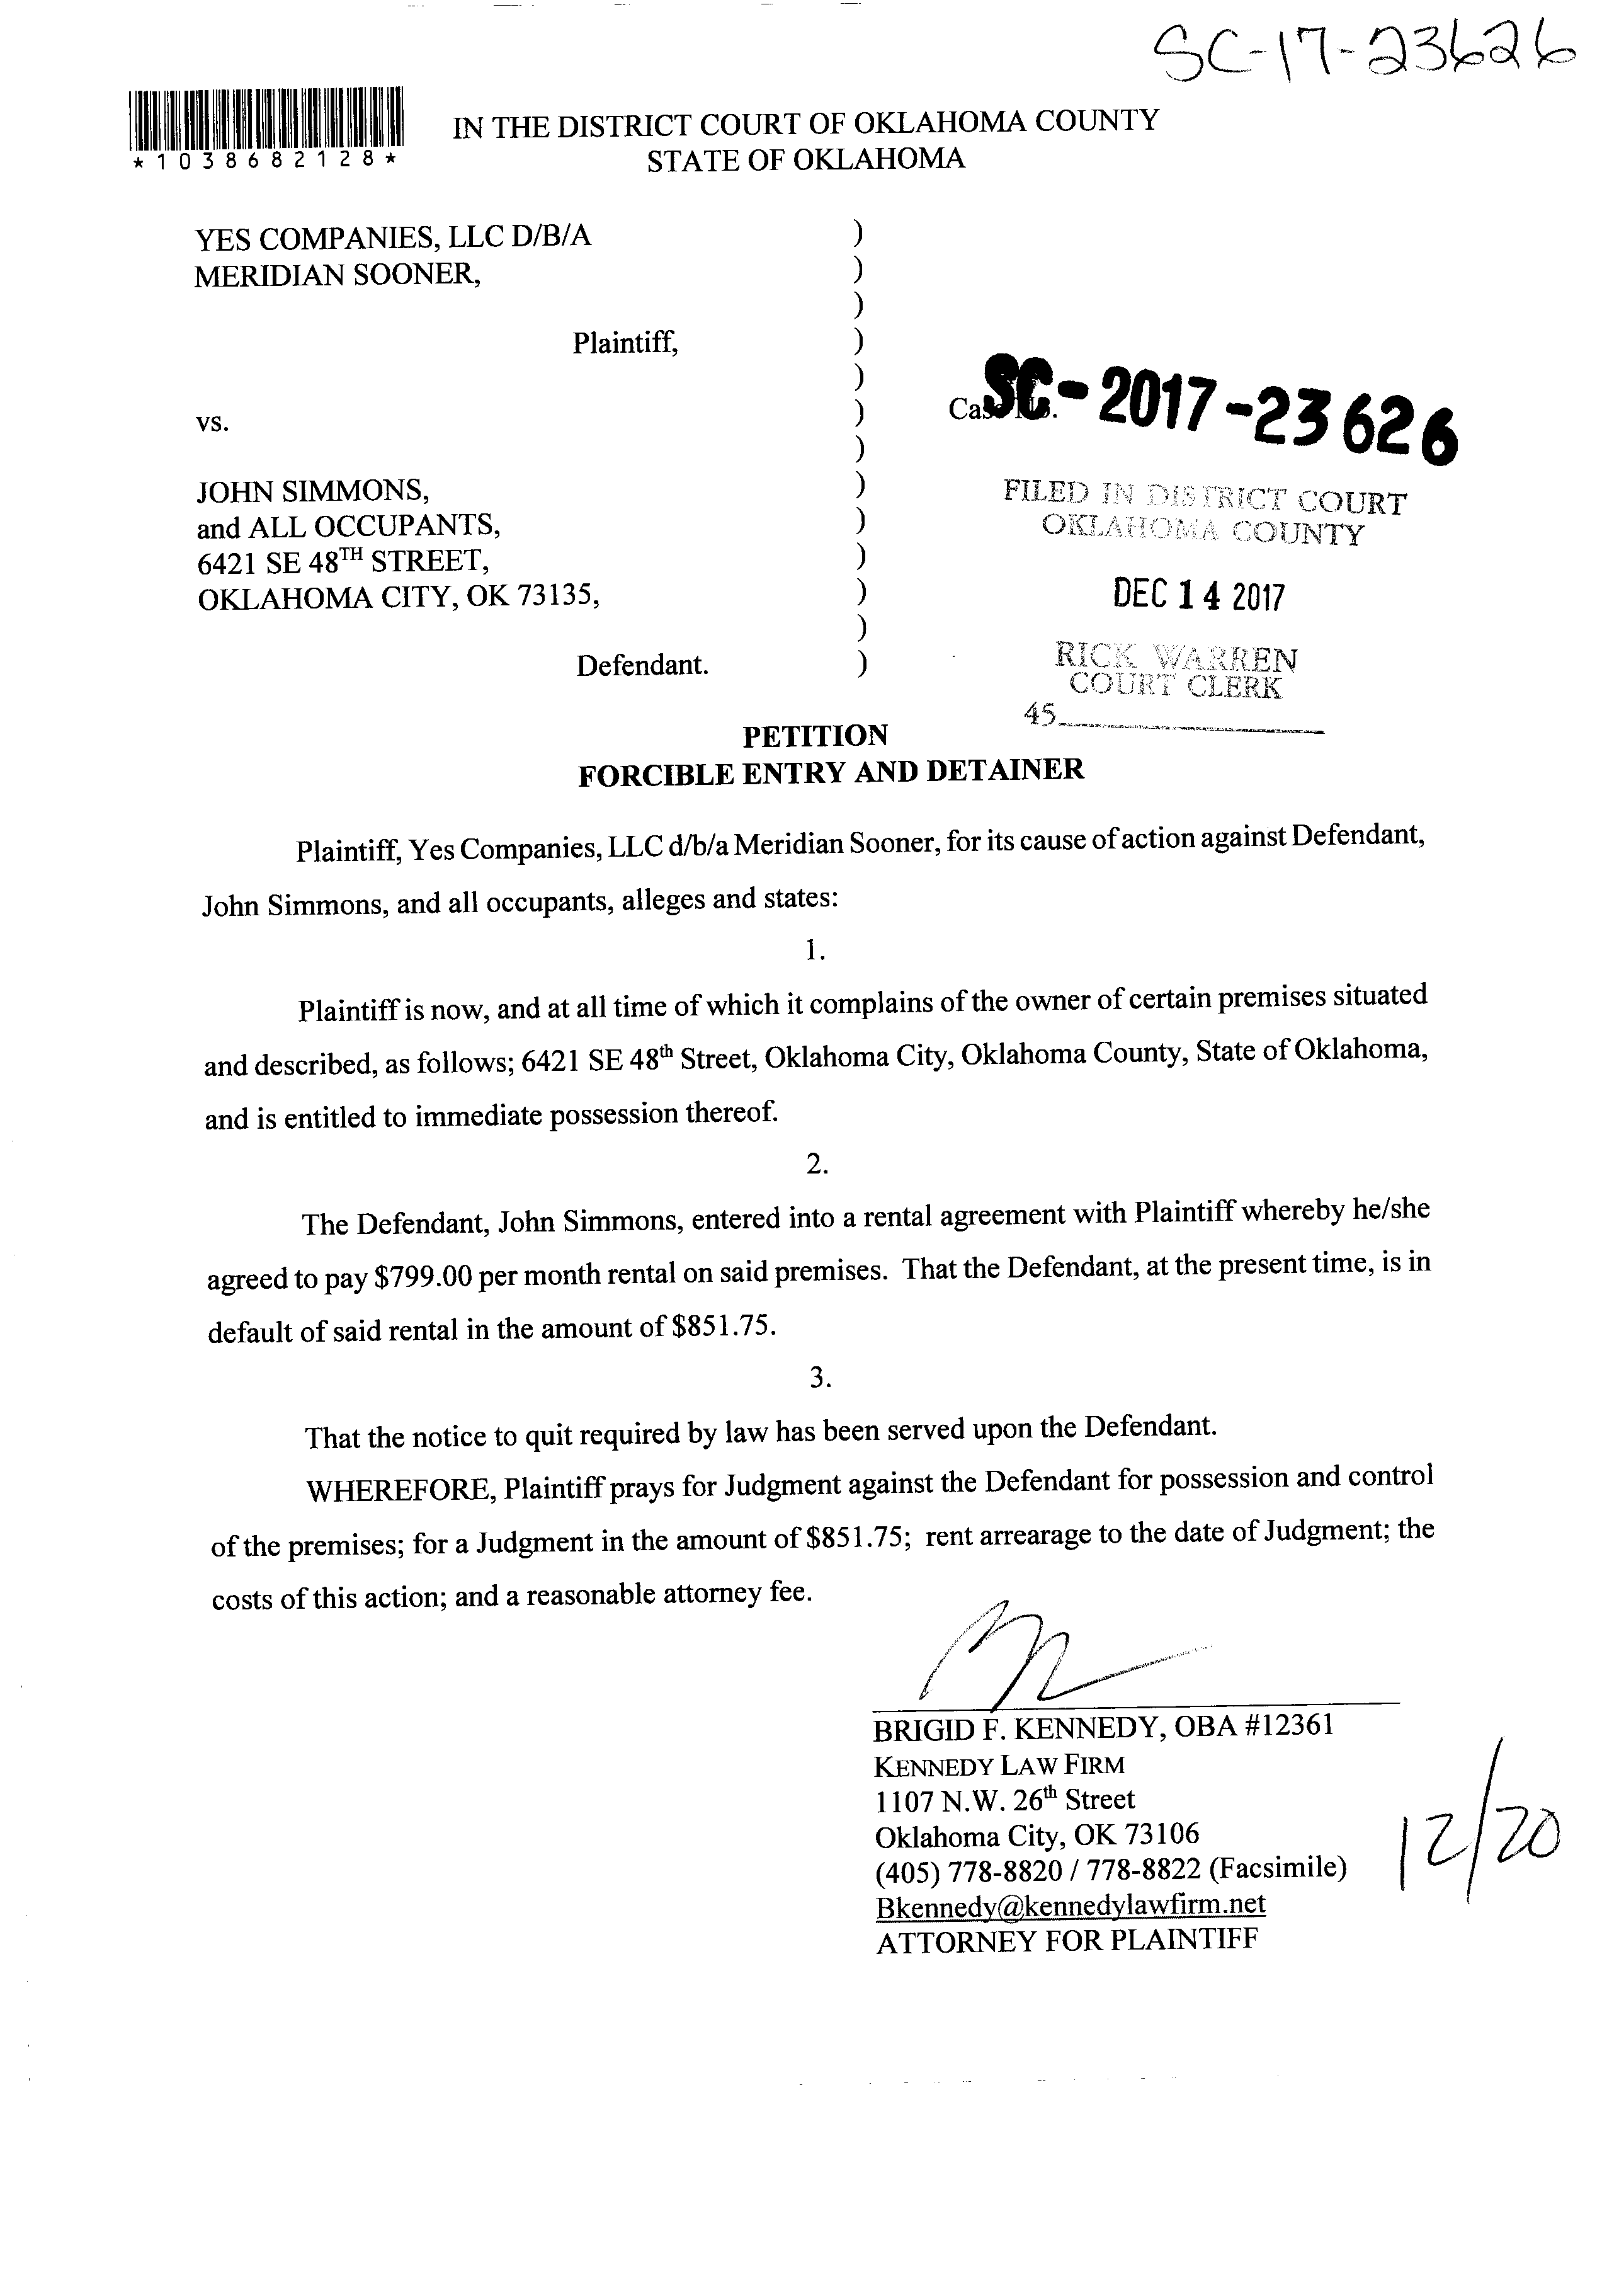 SC-17-23626
*1038682128*
IN THE DISTRICT COURT OF OKLAHOMA COUNTY
STATE OF OKLAHOMA
YES COMPANIES, LLC D/B/A )
MERIDIAN SOONER, )
)
Plaintiff, )
)
vs. ) Case No. SC-2017-23626
)
JOHN SIMMONS, )
and ALL OCCUPANTS, )
6421 SE 48TH STREET, )
OKLAHOMA CITY, OK 73135, )
)
Defendant. )
FILED IN DISTRICT COURT
OKLAHOMA COUNTY
DEC 14 2017
RICK WARREN
COURT CLERK
45
PETITION
FORCIBLE ENTRY AND DETAINER
Plaintiff, Yes Companies, LLC d/b/a Meridian Sooner, for its cause of action against Defendant,
John Simmons, and all occupants, alleges and states:
1.
Plaintiff is now, and at all time of which it complains of the owner of certain premises situated
and described, as follows; 6421 SE 48th Street, Oklahoma City, Oklahoma County, State of Oklahoma,
and is entitled to immediate possession thereof.
2.
The Defendant, John Simmons, entered into a rental agreement with Plaintiff whereby he/she
agreed to pay $799.00 per month rental on said premises. That the Defendant, at the present time, is in
default of said rental in the amount of $851.75.
3.
That the notice to quit required by law has been served upon the Defendant.
WHEREFORE, Plaintiff prays for Judgment against the Defendant for possession and control
of the premises; for a Judgment in the amount of $851.75; rent arrearage to the date of Judgment; the
costs of this action; and a reasonable attorney fee.
BRIGID F. KENNEDY, OBA #12361
KENNEDY LAW FIRM
1107 N.W. 26th Street
Oklahoma City, OK 73106
(405) 778-8820 / 778-8822 (Facsimile)
Bkennedy@kennedylawfirm.net
ATTORNEY FOR PLAINTIFF
12/20